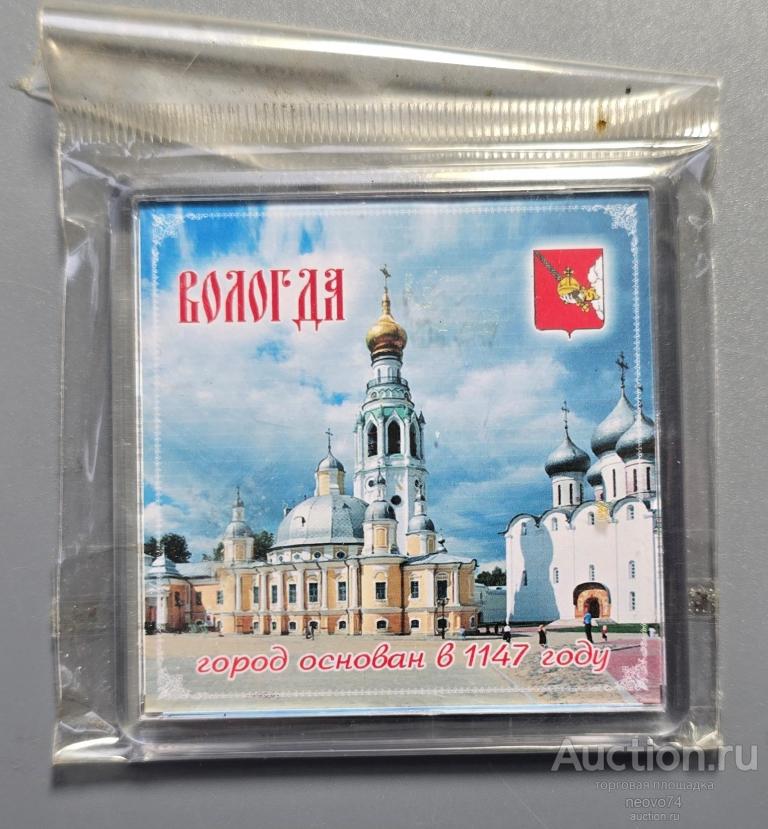 ВОЛОГДА
город основан в 1147 году
Auction.ru
торговая площадка
neovo74
auction.ru